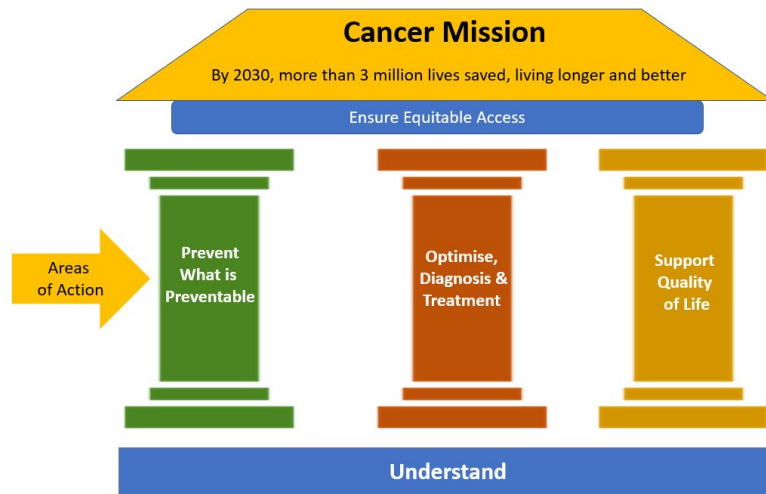 Cancer Mission
By 2030, more than 3 million lives saved, living longer and better
Ensure Equitable Access
Areas
of Action
Prevent
What is
Preventable
Optimise,
Diagnosis &
Treatment
Support
Quality
of Life
Understand